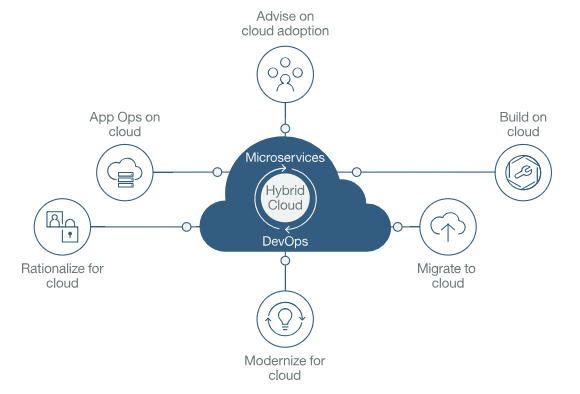 Advise on
cloud adoption
App Ops on
cloud
Build on
cloud
Microservices
Hybrid
Cloud
DevOps
Rationalize for
cloud
Migrate to
cloud
Modernize for
cloud